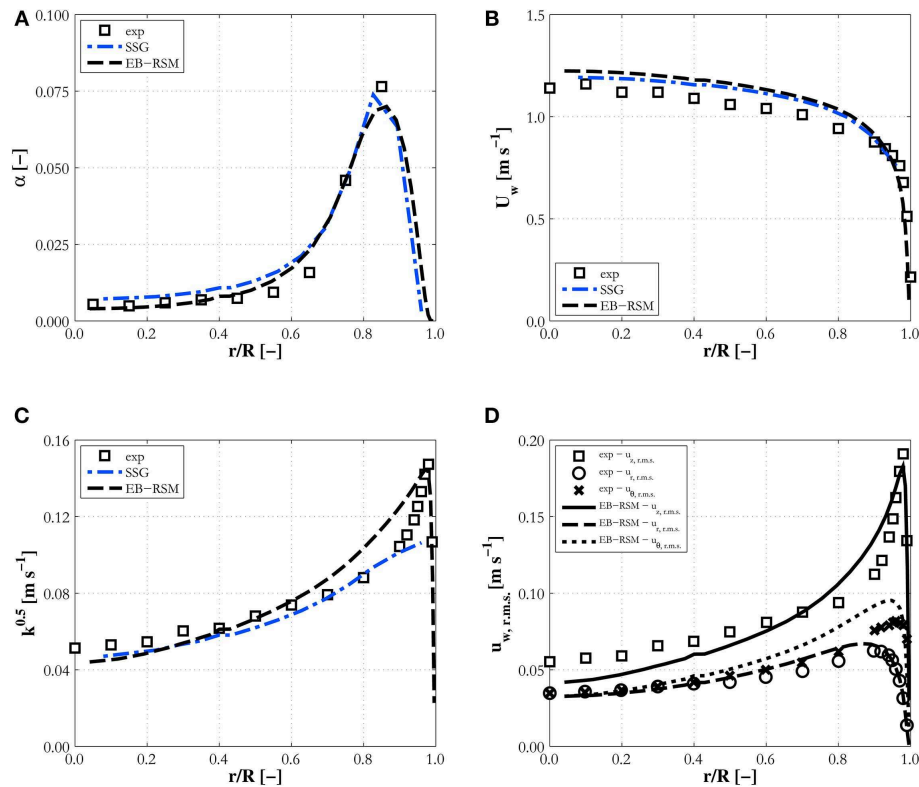 A
0.100
0.075
0.050
0.025
0.000
α [−]
exp
SSG
EB−RSM
0.0 0.2 0.4 0.6 0.8 1.0
r/R [−]
B
1.5
1.0
0.5
0.0
U_w [m s⁻¹]
exp
SSG
EB−RSM
0.0 0.2 0.4 0.6 0.8 1.0
r/R [−]
C
0.16
0.12
0.08
0.04
0.00
k^0.5 [m s⁻¹]
exp
SSG
EB−RSM
0.0 0.2 0.4 0.6 0.8 1.0
r/R [−]
D
0.20
0.15
0.10
0.05
0.00
u_w, r.m.s. [m s⁻¹]
exp − u_z, r.m.s.
exp − u_r, r.m.s.
exp − u_θ, r.m.s.
EB−RSM − u_z, r.m.s.
EB−RSM − u_r, r.m.s.
EB−RSM − u_θ, r.m.s.
0.0 0.2 0.4 0.6 0.8 1.0
r/R [−]